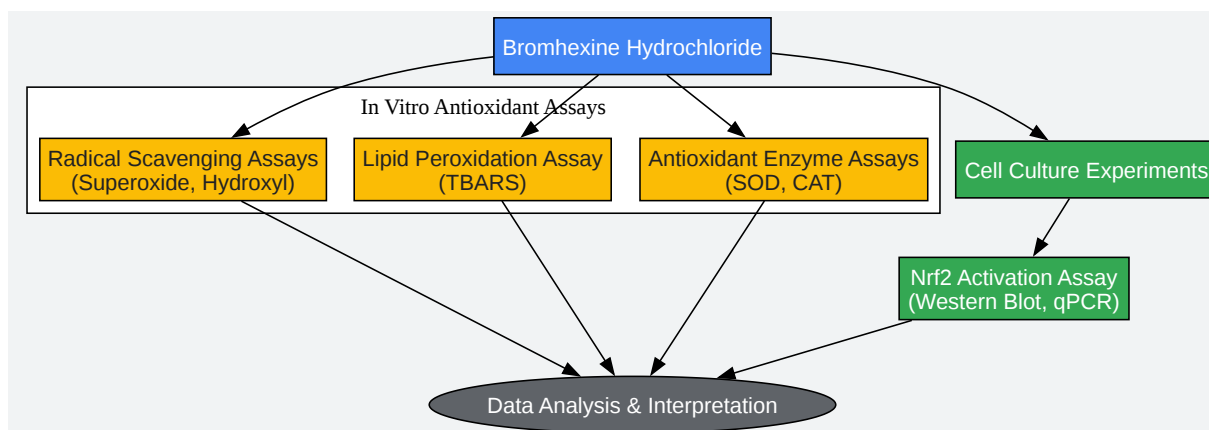 Bromhexine Hydrochloride
In Vitro Antioxidant Assays
Radical Scavenging Assays
(Superoxide, Hydroxyl)
Lipid Peroxidation Assay
(TBARS)
Antioxidant Enzyme Assays
(SOD, CAT)
Cell Culture Experiments
Nrf2 Activation Assay
(Western Blot, qPCR)
Data Analysis & Interpretation